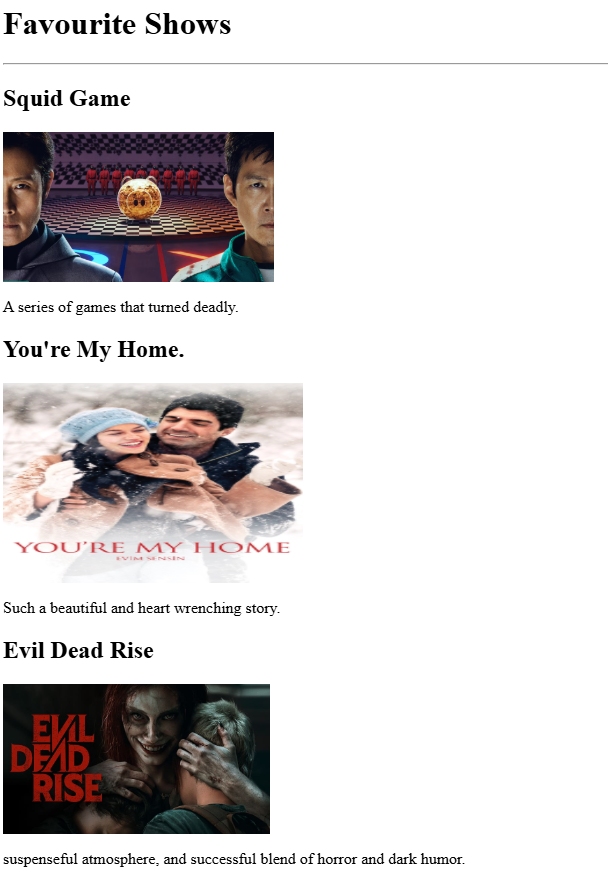 Favourite Shows
Squid Game
A series of games that turned deadly.
You're My Home.
YOU'RE MY HOME
EVİM SENSİN
Such a beautiful and heart wrenching story.
Evil Dead Rise
EVIL
DEAD
RISE
suspenseful atmosphere, and successful blend of horror and dark humor.